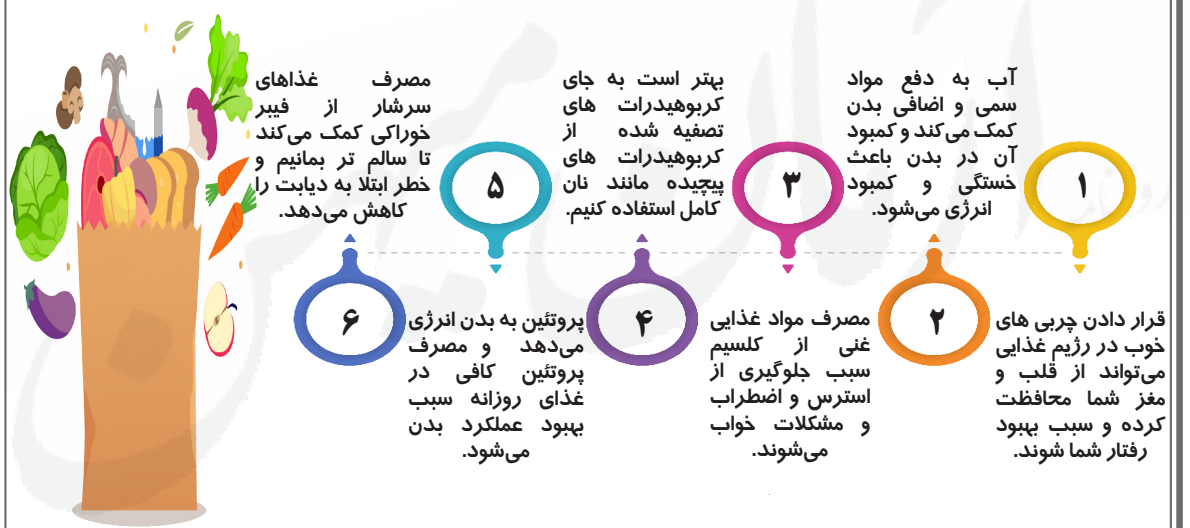 ۱
قرار دادن چربی های
خوب در رژیم غذایی
می‌تواند از قلب و
مغز شما محافظت
کرده و سبب بهبود
رفتار شما شوند.
۲
آب به دفع مواد
سمی و اضافی بدن
کمک می‌کند و کمبود
آن در بدن باعث
خستگی و کمبود
انرژی می‌شود.
۳
مصرف مواد غذایی
غنی از کلسیم
سبب جلوگیری از
استرس و اضطراب
و مشکلات خواب
می‌شوند.
۴
بهتر است به جای
کربوهیدرات های
تصفیه شده از
کربوهیدرات های
پیچیده مانند نان
کامل استفاده کنیم.
۵
پروتئین به بدن انرژی
می‌دهد و مصرف
پروتئین کافی در
غذای روزانه سبب
بهبود عملکرد بدن
می‌شود.
۶
مصرف غذاهای
سرشار از فیبر
خوراکی کمک می‌کند
تا سالم تر بمانیم و
خطر ابتلا به دیابت را
کاهش می‌دهد.